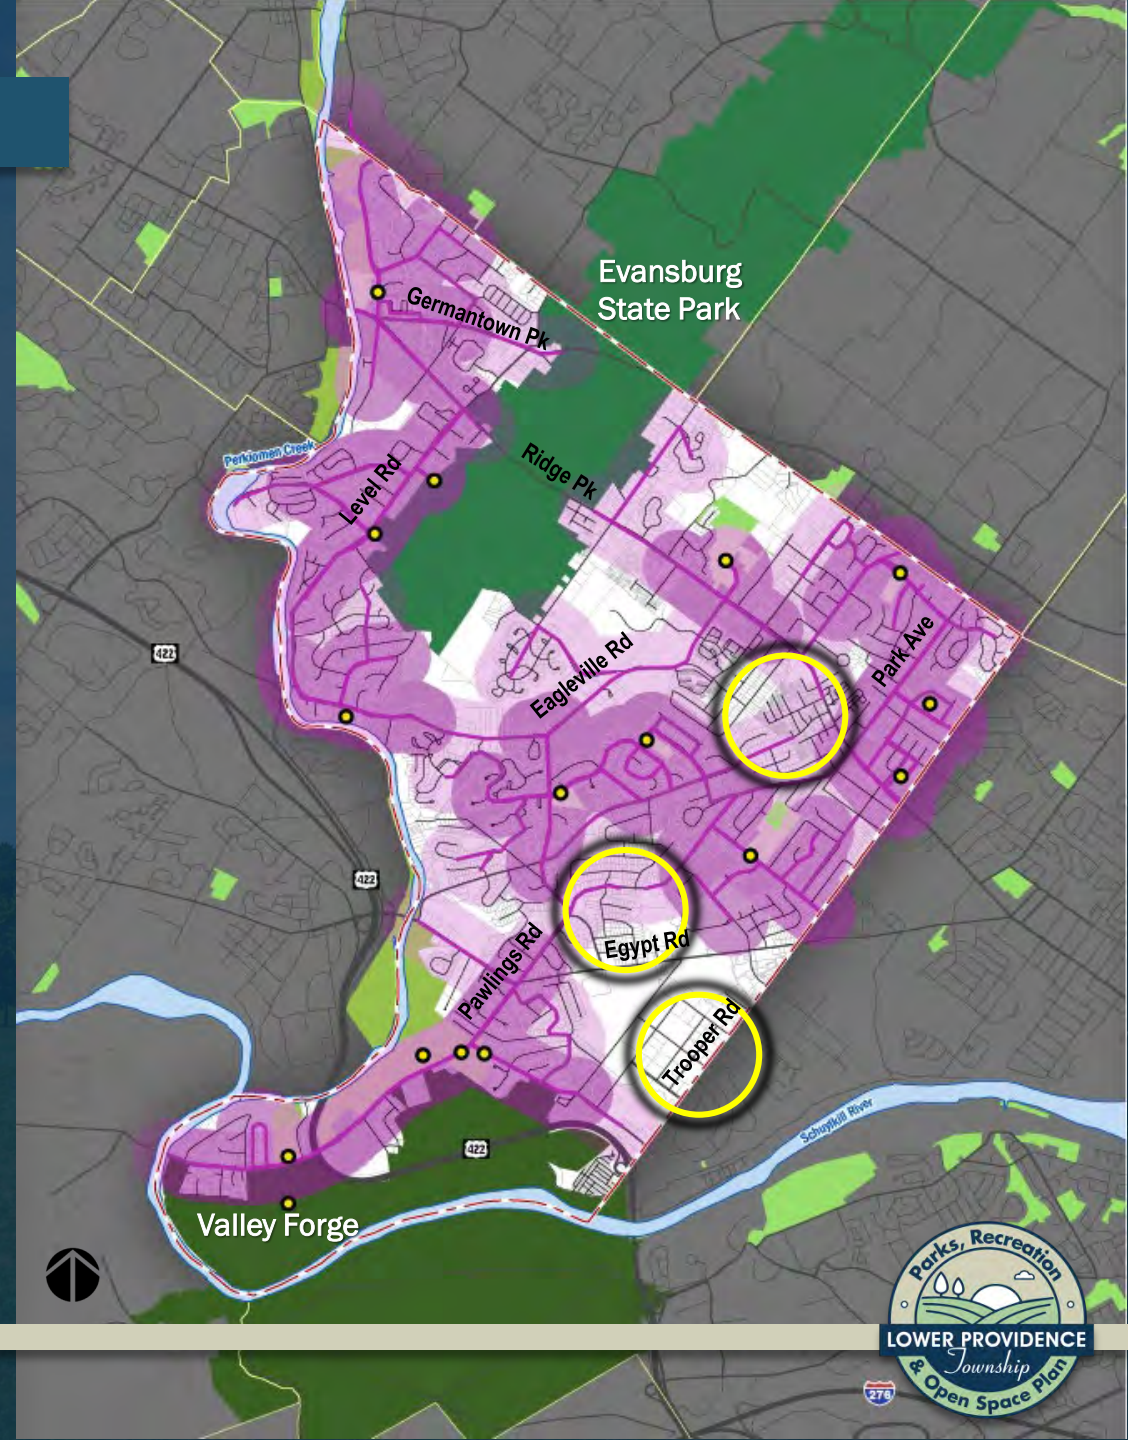 Evansburg
State Park
Germantown Pk
Perkiomen Creek
Level Rd
Ridge Pk
Park Ave
422
Eagleville Rd
422
Pawlings Rd
Egypt Rd
Trooper Rd
Schuylkill River
422
Valley Forge
Parks, Recreation
LOWER PROVIDENCE
Township
& Open Space Plan
276